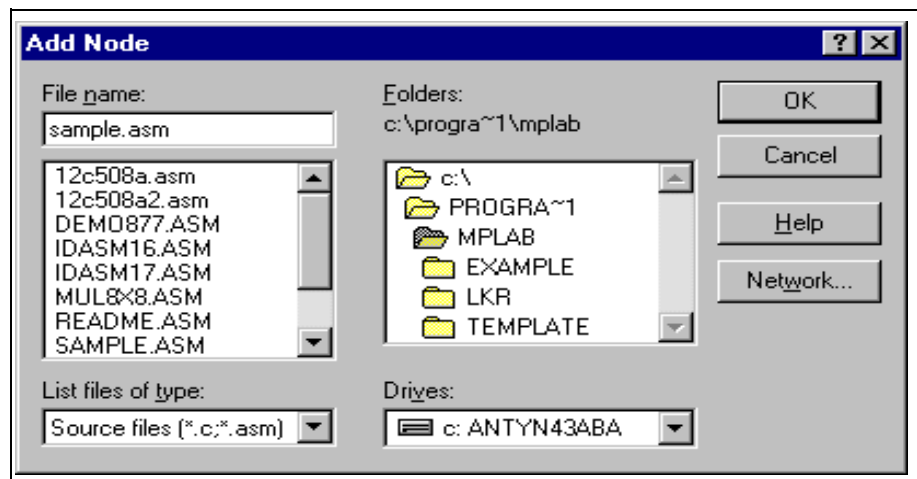 Add Node
File name:
sample.asm
12c508a.asm
12c508a2.asm
DEMO877.ASM
IDASM16.ASM
IDASM17.ASM
MUL8X8.ASM
README.ASM
SAMPLE.ASM
List files of type:
Source files (*.c;*.asm)
Folders:
c:\progra~1\mplab
c:\
PROGRA~1
MPLAB
EXAMPLE
LKR
TEMPLATE
Drives:
c: ANTYN43ABA
OK
Cancel
Help
Network...